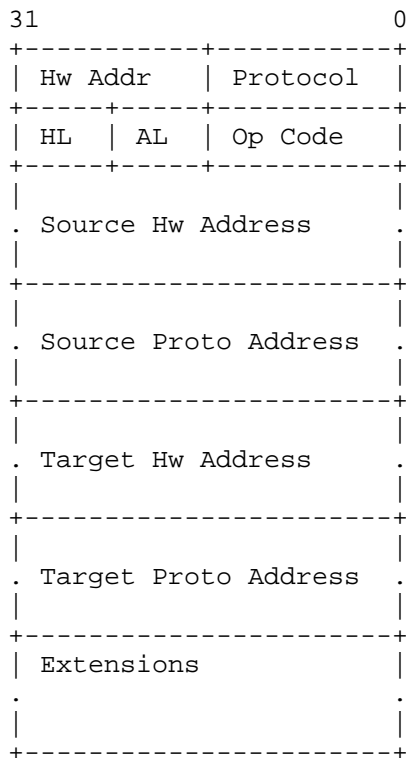 31 0
Hw Addr Protocol
HL AL Op Code
Source Hw Address
Source Proto Address
Target Hw Address
Target Proto Address
Extensions